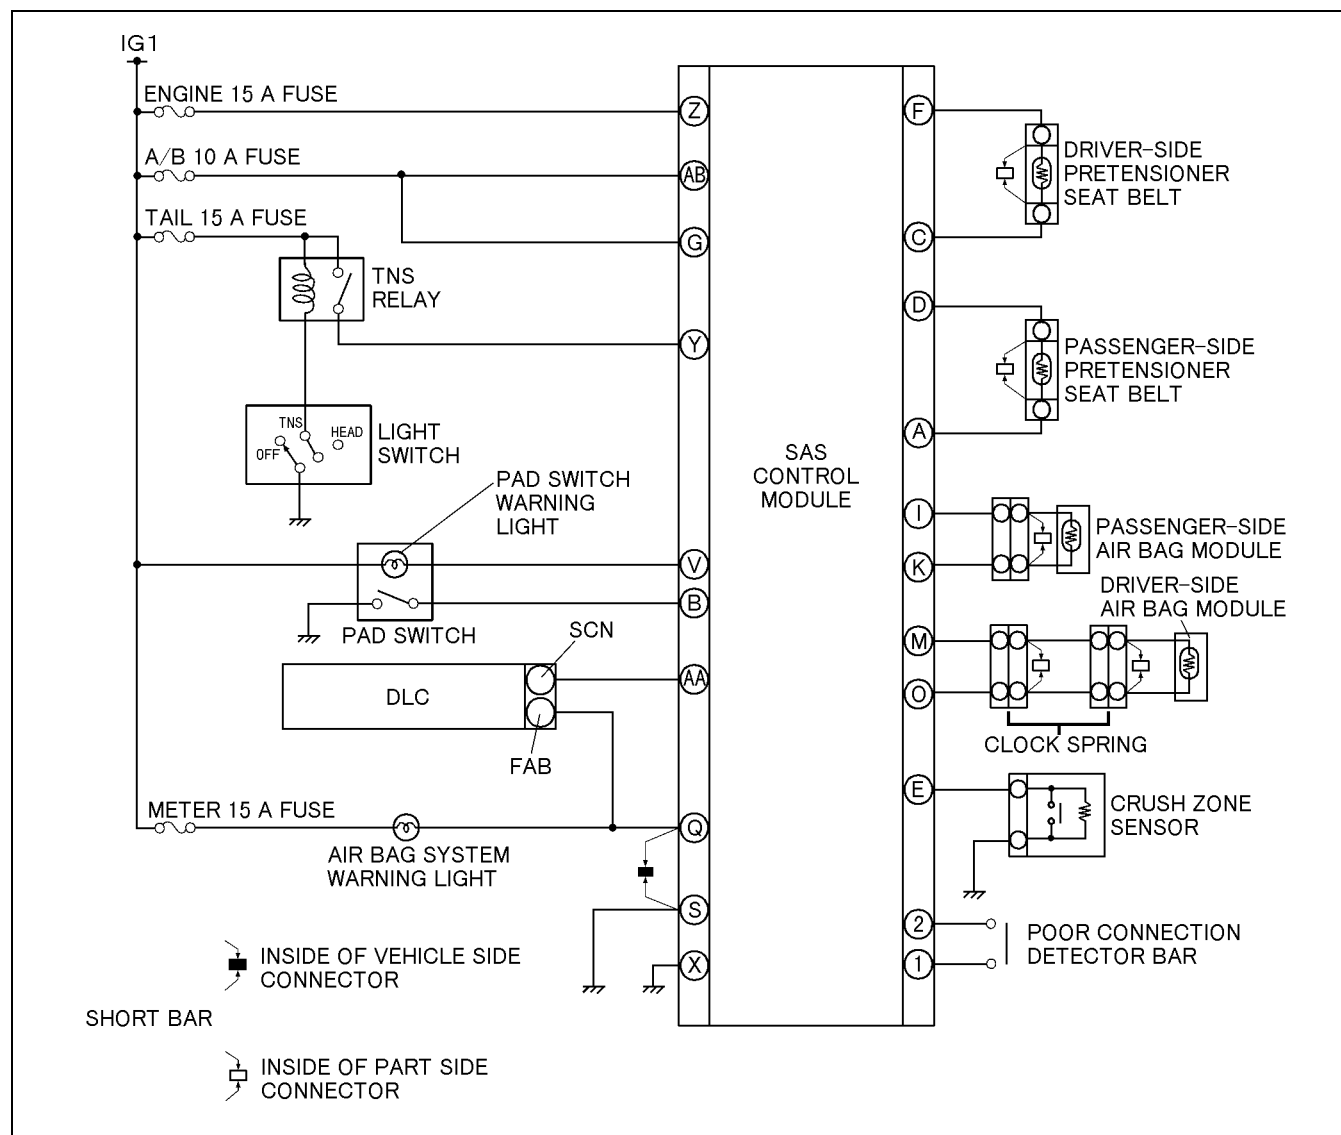 IG1
ENGINE 15 A FUSE
Z
F
A/B 10 A FUSE
AB
DRIVER-SIDE
PRETENSIONER
SEAT BELT
TAIL 15 A FUSE
G
C
TNS
RELAY
D
Y
PASSENGER-SIDE
PRETENSIONER
SEAT BELT
A
TNS
HEAD
OFF
LIGHT
SWITCH
SAS
CONTROL
MODULE
PAD SWITCH
WARNING
LIGHT
I
K
PASSENGER-SIDE
AIR BAG MODULE
V
B
PAD SWITCH
DRIVER-SIDE
AIR BAG MODULE
M
O
CLOCK SPRING
SCN
AA
DLC
FAB
E
CRUSH ZONE
SENSOR
METER 15 A FUSE
Q
AIR BAG SYSTEM
WARNING LIGHT
S
X
2
1
POOR CONNECTION
DETECTOR BAR
INSIDE OF VEHICLE SIDE
CONNECTOR
SHORT BAR
INSIDE OF PART SIDE
CONNECTOR